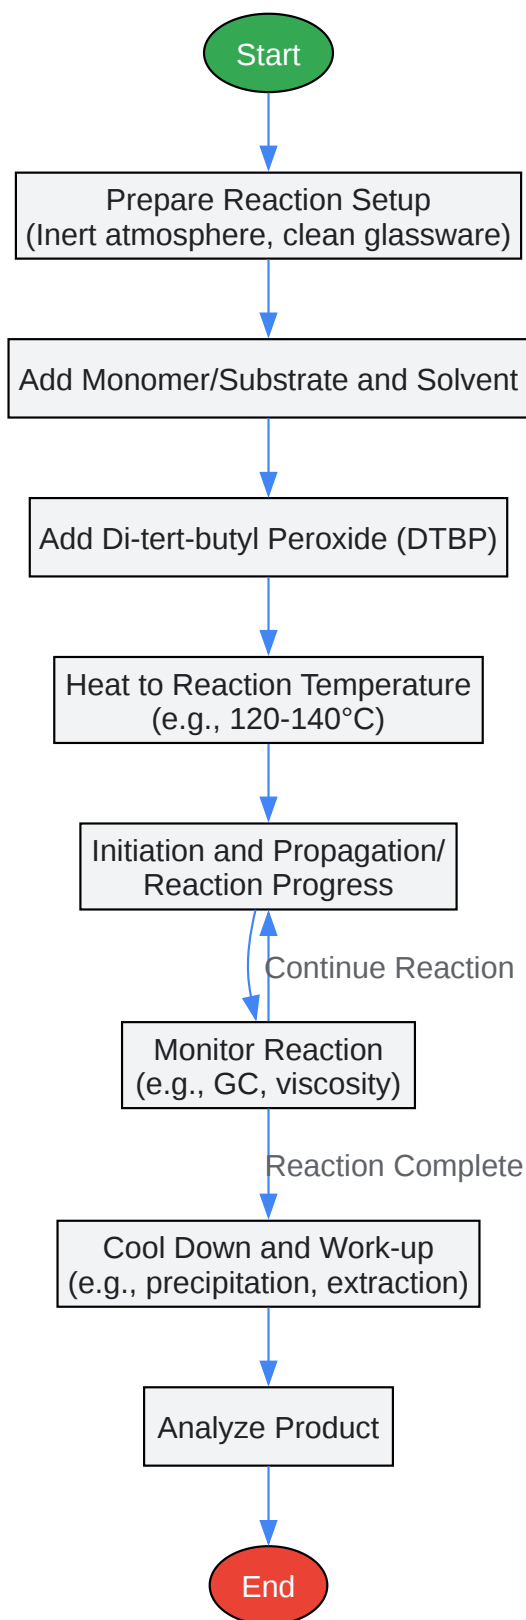 Start
Prepare Reaction Setup
(Inert atmosphere, clean glassware)
Add Monomer/Substrate and Solvent
Add Di-tert-butyl Peroxide (DTBP)
Heat to Reaction Temperature
(e.g., 120-140°C)
Initiation and Propagation/
Reaction Progress
Continue Reaction
Monitor Reaction
(e.g., GC, viscosity)
Reaction Complete
Cool Down and Work-up
(e.g., precipitation, extraction)
Analyze Product
End